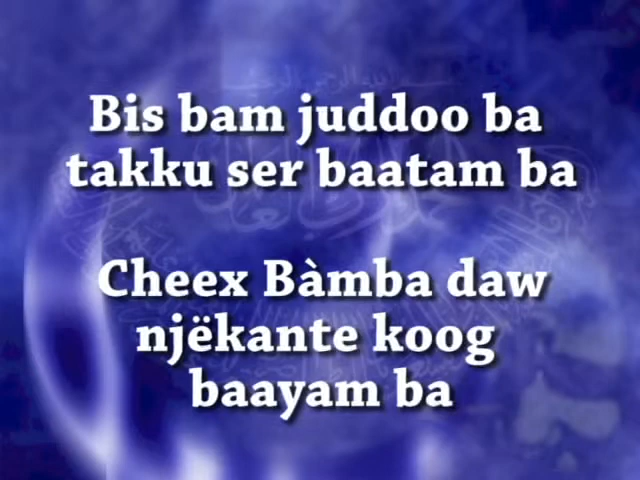 Bis bam juddoo ba
takku ser baatam ba
Cheex Bàmba daw
njëkante koog
baayam ba